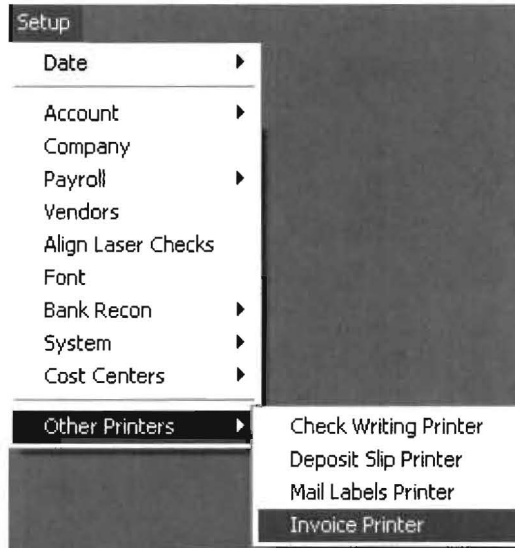 Setup
Date
Account
Company
Payroll
Vendors
Align Laser Checks
Font
Bank Recon
System
Cost Centers
Other Printers
Check Writing Printer
Deposit Slip Printer
Mail Labels Printer
Invoice Printer